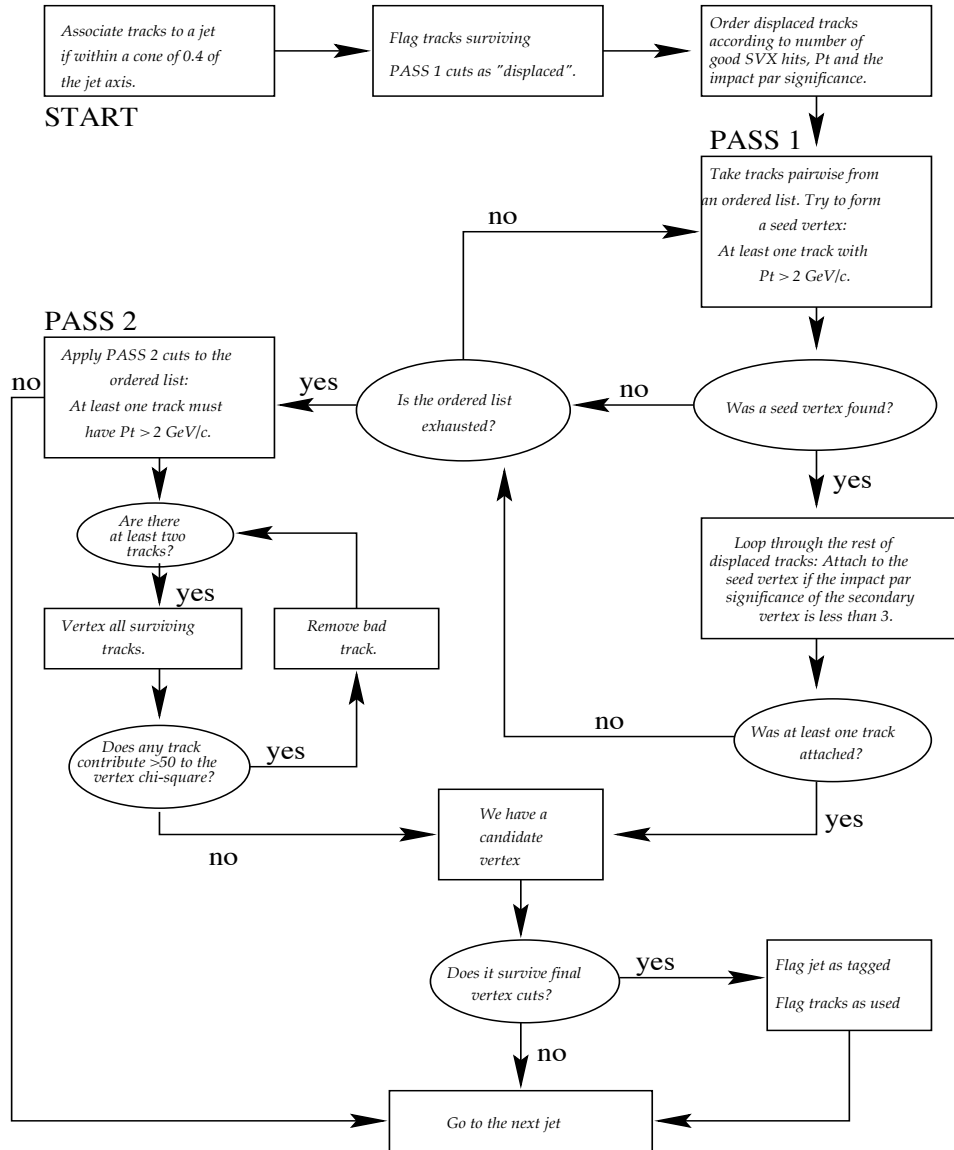 Associate tracks to a jet
if within a cone of 0.4 of
the jet axis.
START
Flag tracks surviving
PASS 1 cuts as "displaced".
Order displaced tracks
according to number of
good SVX hits, Pt and the
impact par significance.
PASS 1
Take tracks pairwise from
an ordered list. Try to form
a seed vertex:
At least one track with
Pt > 2 GeV/c.
no
PASS 2
Apply PASS 2 cuts to the
ordered list:
At least one track must
have Pt > 2 GeV/c.
no
yes
Is the ordered list
exhausted?
no
Was a seed vertex found?
yes
Are there
at least two
tracks?
yes
Loop through the rest of
displaced tracks: Attach to the
seed vertex if the impact par
significance of the secondary
vertex is less than 3.
Vertex all surviving
tracks.
Remove bad
track.
no
Was at least one track
attached?
Does any track
contribute >50 to the
vertex chi-square?
yes
yes
no
We have a
candidate
vertex
Does it survive final
vertex cuts?
yes
Flag jet as tagged
Flag tracks as used
no
Go to the next jet